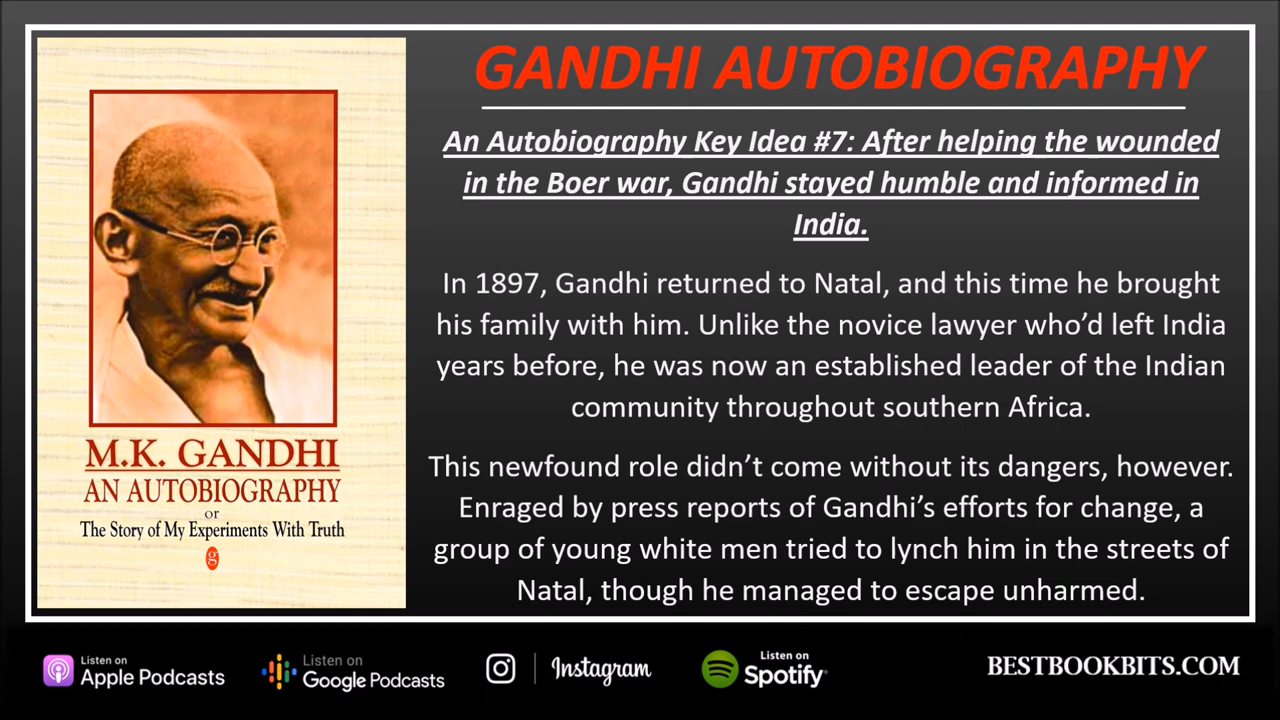 M.K. GANDHI
AN AUTOBIOGRAPHY
or
The Story of My Experiments With Truth
g
GANDHI AUTOBIOGRAPHY
An Autobiography Key Idea #7: After helping the wounded
in the Boer war, Gandhi stayed humble and informed in
India.
In 1897, Gandhi returned to Natal, and this time he brought
his family with him. Unlike the novice lawyer who’d left India
years before, he was now an established leader of the Indian
community throughout southern Africa.
This newfound role didn’t come without its dangers, however.
Enraged by press reports of Gandhi’s efforts for change, a
group of young white men tried to lynch him in the streets of
Natal, though he managed to escape unharmed.
Listen on
Apple Podcasts
Listen on
Google Podcasts
Instagram
Listen on
Spotify
BESTBOOKBITS.COM